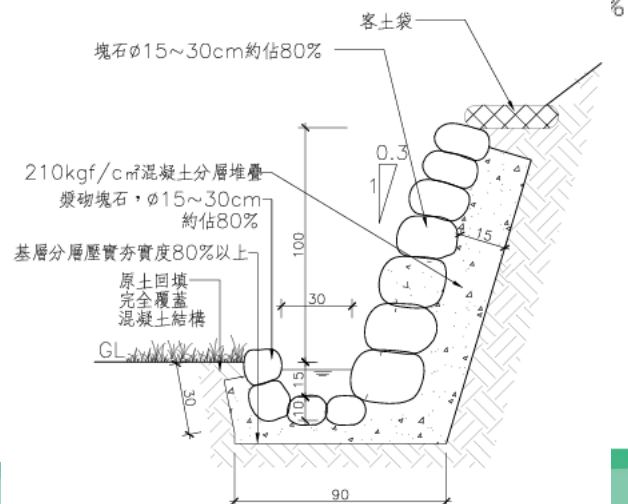 %
客土袋
塊石Ø15~30cm約佔80%
0.3
1
210kgf/c㎡混凝土分層堆疊
漿砌塊石，Ø15~30cm
約佔80%
100
15
基層分層壓實夯實度80%以上
原土回填
完全覆蓋
混凝土結構
30
GL
15
30
10
90